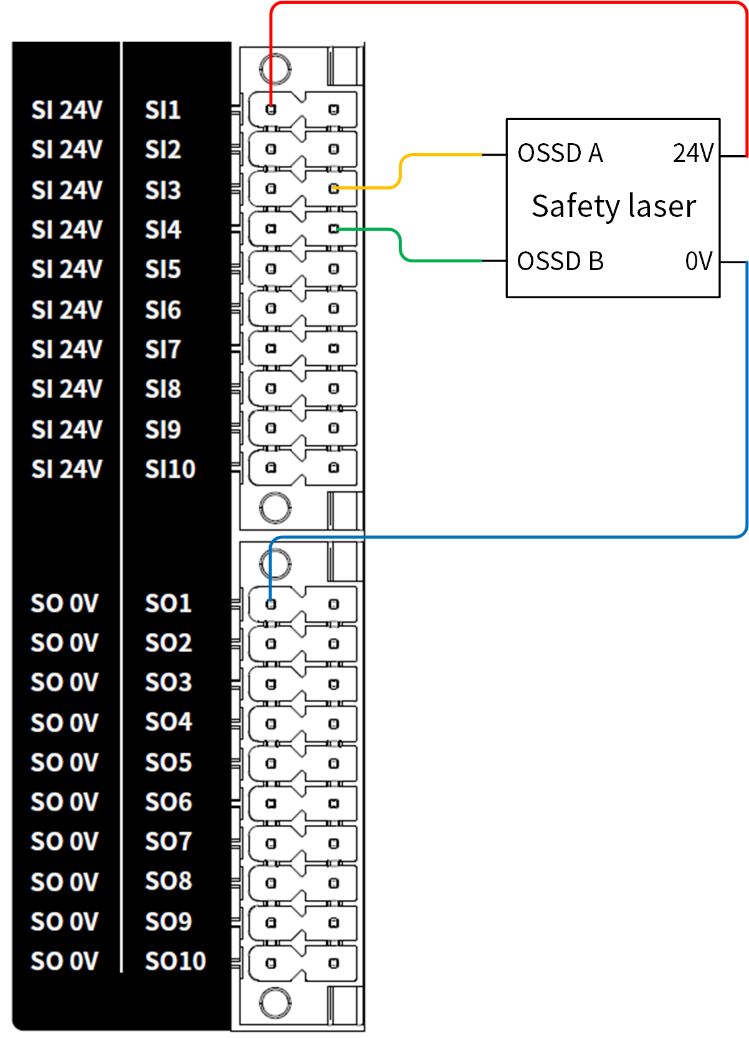 SI 24V SI1
SI 24V SI2
SI 24V SI3
SI 24V SI4
SI 24V SI5
SI 24V SI6
SI 24V SI7
SI 24V SI8
SI 24V SI9
SI 24V SI10
SO 0V SO1
SO 0V SO2
SO 0V SO3
SO 0V SO4
SO 0V SO5
SO 0V SO6
SO 0V SO7
SO 0V SO8
SO 0V SO9
SO 0V SO10
OSSD A 24V
Safety laser
OSSD B 0V